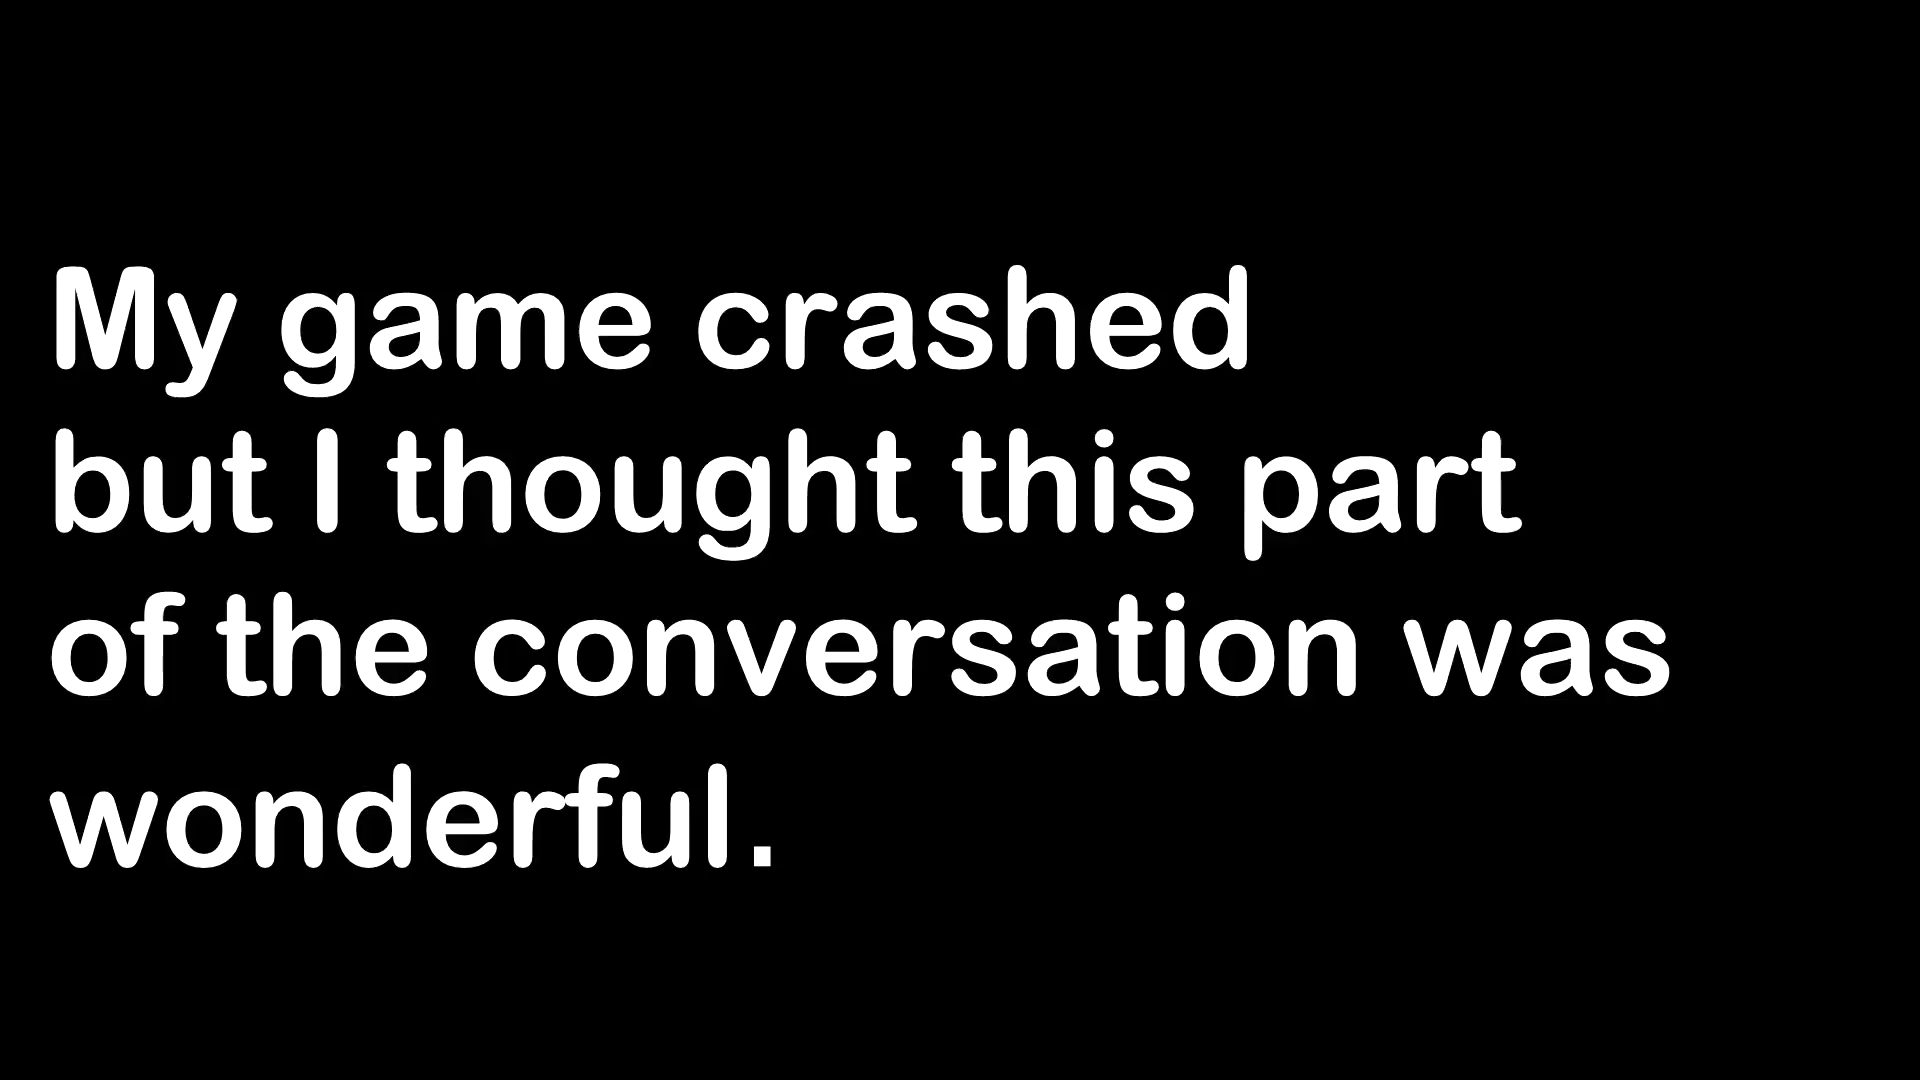 My game crashed
but I thought this part
of the conversation was
wonderful.